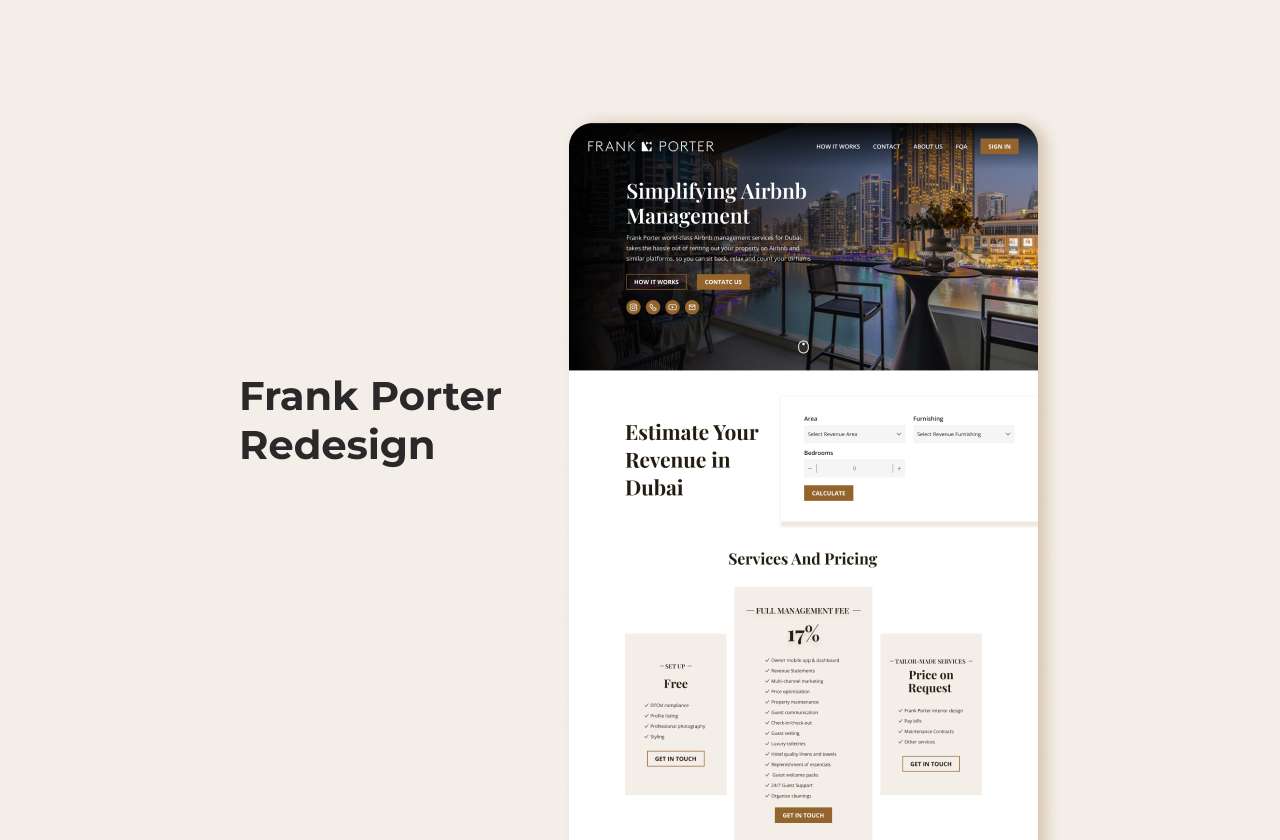 Frank Porter
Redesign
FRANK PORTER
HOW IT WORKS
CONTACT
ABOUT US
FQA
SIGN IN
Simplifying Airbnb
Management
Frank Porter world-class Airbnb management services for Dubai,
takes the hassle out of renting out your property on Airbnb and
similar platforms, so you can sit back, relax and count your dirhams
HOW IT WORKS
CONTATC US
Estimate Your
Revenue in
Dubai
Area
Furnishing
Select Revenue Area
Select Revenue Furnishing
Bedrooms
− 0 +
CALCULATE
Services And Pricing
SET UP
Free
DTCM compliance
Profile listing
Professional photography
Styling
GET IN TOUCH
FULL MANAGEMENT FEE
17%
Owner mobile app & dashboard
Revenue Statements
Multi-channel marketing
Price optimization
Property maintenance
Guest communication
Check-in/check-out
Guest vetting
Luxury toiletries
Hotel quality linens and towels
Replenishment of essentials
Guest welcome packs
24/7 Guest Support
Organise cleanings
GET IN TOUCH
TAILOR-MADE SERVICES
Price on
Request
Frank Porter interior design
Pay bills
Maintenance Contracts
Other services
GET IN TOUCH